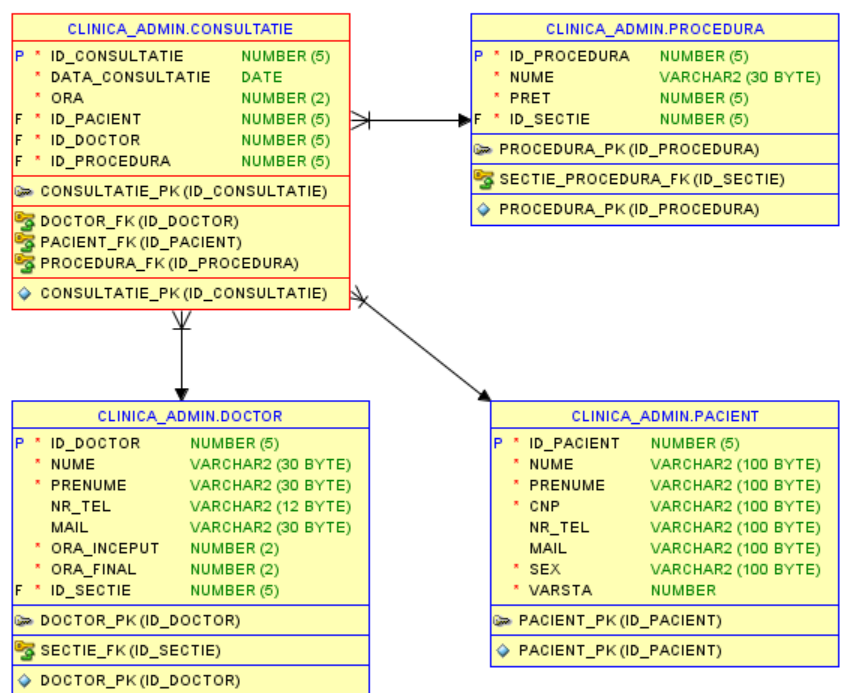 CLINICA_ADMIN.CONSULTATIE
P * ID_CONSULTATIE NUMBER (5)
* DATA_CONSULTATIE DATE
* ORA NUMBER (2)
F * ID_PACIENT NUMBER (5)
F * ID_DOCTOR NUMBER (5)
F * ID_PROCEDURA NUMBER (5)
CONSULTATIE_PK (ID_CONSULTATIE)
DOCTOR_FK (ID_DOCTOR)
PACIENT_FK (ID_PACIENT)
PROCEDURA_FK (ID_PROCEDURA)
CONSULTATIE_PK (ID_CONSULTATIE)
CLINICA_ADMIN.PROCEDURA
P * ID_PROCEDURA NUMBER (5)
* NUME VARCHAR2 (30 BYTE)
* PRET NUMBER (5)
F * ID_SECTIE NUMBER (5)
PROCEDURA_PK (ID_PROCEDURA)
SECTIE_PROCEDURA_FK (ID_SECTIE)
PROCEDURA_PK (ID_PROCEDURA)
CLINICA_ADMIN.DOCTOR
P * ID_DOCTOR NUMBER (5)
* NUME VARCHAR2 (30 BYTE)
* PRENUME VARCHAR2 (30 BYTE)
NR_TEL VARCHAR2 (12 BYTE)
MAIL VARCHAR2 (30 BYTE)
* ORA_INCEPUT NUMBER (2)
* ORA_FINAL NUMBER (2)
F * ID_SECTIE NUMBER (5)
DOCTOR_PK (ID_DOCTOR)
SECTIE_FK (ID_SECTIE)
DOCTOR_PK (ID_DOCTOR)
CLINICA_ADMIN.PACIENT
P * ID_PACIENT NUMBER (5)
* NUME VARCHAR2 (100 BYTE)
* PRENUME VARCHAR2 (100 BYTE)
* CNP VARCHAR2 (100 BYTE)
NR_TEL VARCHAR2 (100 BYTE)
MAIL VARCHAR2 (100 BYTE)
* SEX VARCHAR2 (100 BYTE)
* VARSTA NUMBER
PACIENT_PK (ID_PACIENT)
PACIENT_PK (ID_PACIENT)